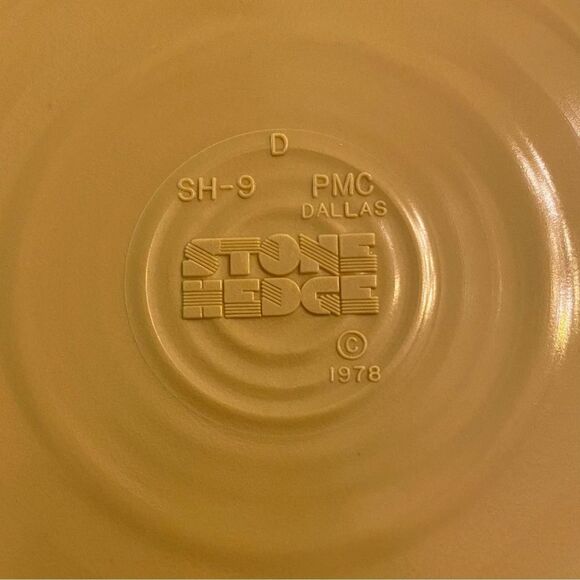 D
SH-9 PMC
DALLAS
STONE
HEDGE
©
1978